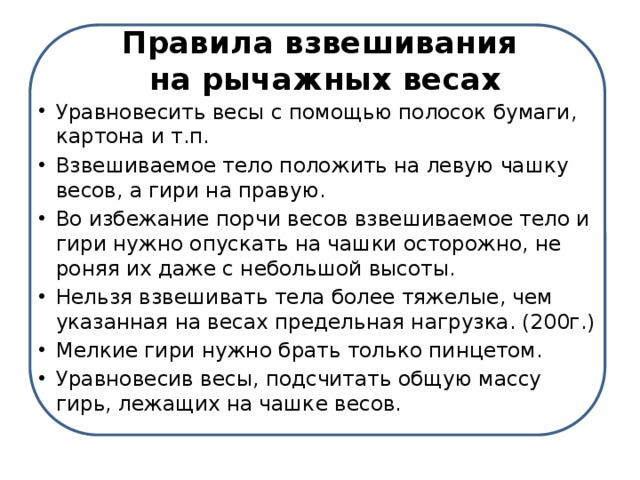 Правила взвешивания
на рычажных весах
• Уравновесить весы с помощью полосок бумаги,
картона и т.п.
• Взвешиваемое тело положить на левую чашку
весов, а гири на правую.
• Во избежание порчи весов взвешиваемое тело и
гири нужно опускать на чашки осторожно, не
роняя их даже с небольшой высоты.
• Нельзя взвешивать тела более тяжелые, чем
указанная на весах предельная нагрузка. (200г.)
• Мелкие гири нужно брать только пинцетом.
• Уравновесив весы, подсчитать общую массу
гирь, лежащих на чашке весов.